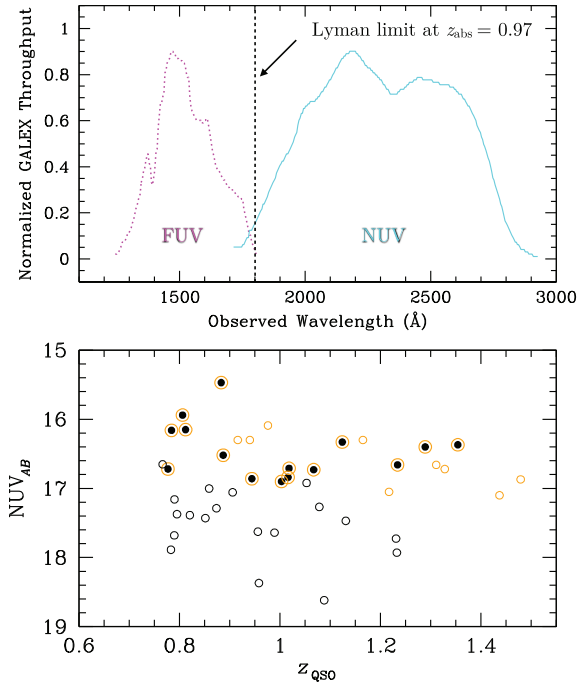 Lyman limit at z_abs = 0.97
Normalized GALEX Throughput
1
0.8
0.6
0.4
0.2
0
FUV
NUV
1500
2000
2500
3000
Observed Wavelength (Å)
NUV_AB
15
16
17
18
19
0.6
0.8
1
1.2
1.4
z_QSO